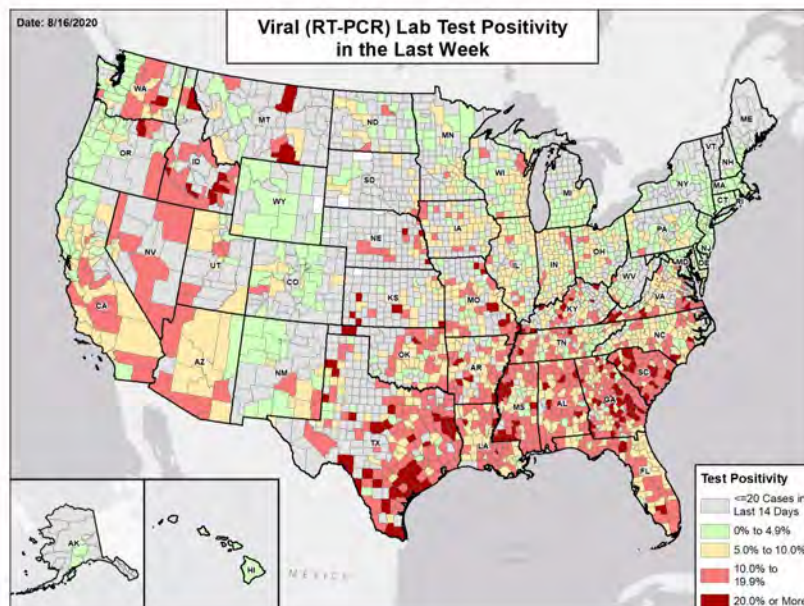 Date: 8/16/2020
Viral (RT-PCR) Lab Test Positivity
in the Last Week
WA
MT
ND
MN
ME
OR
ID
SD
WI
MI
VT
NH
NY
MA
CT
RI
WY
IA
PA
NJ
NV
UT
CO
NE
IL
IN
OH
MD
DE
WV
VA
CA
KS
MO
KY
AZ
NM
OK
AR
TN
NC
SC
MS
AL
GA
TX
LA
FL
AK
HI
MEXICO
Test Positivity
<=20 Cases in
Last 14 Days
0% to 4.9%
5.0% to 10.0%
10.0% to
19.9%
20.0% or More